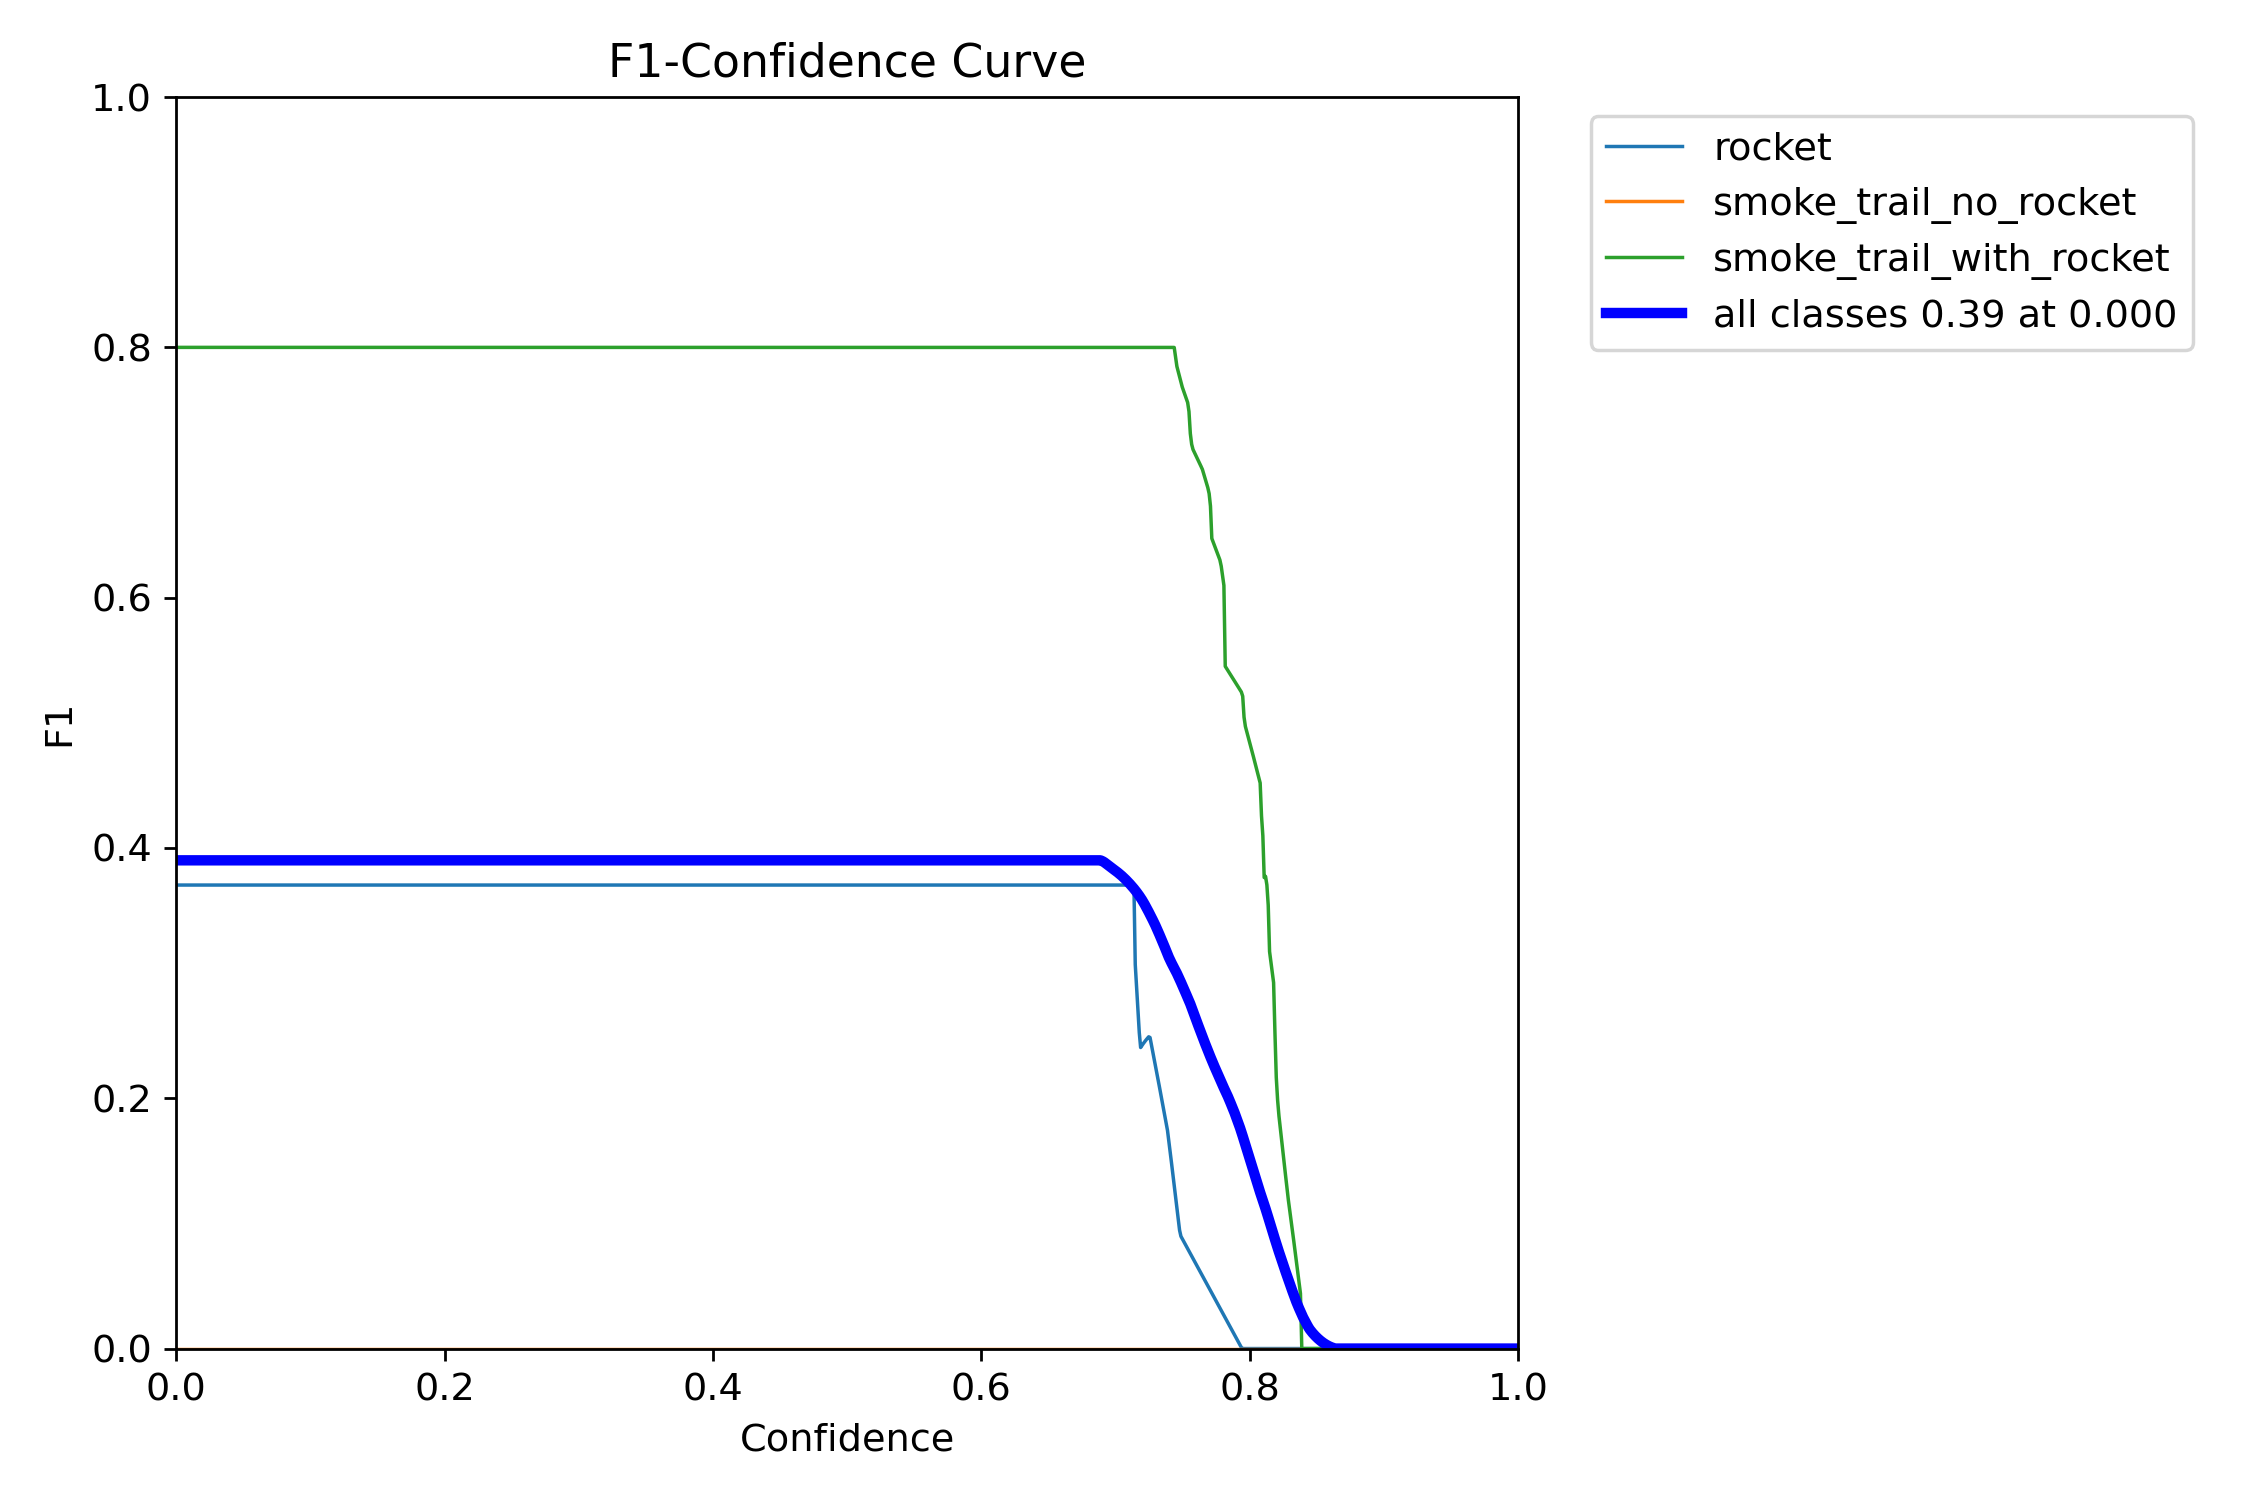 F1-Confidence Curve
1.0
0.8
0.6
0.4
0.2
0.0
F1
0.0 0.2 0.4 0.6 0.8 1.0
Confidence
rocket
smoke_trail_no_rocket
smoke_trail_with_rocket
all classes 0.39 at 0.000